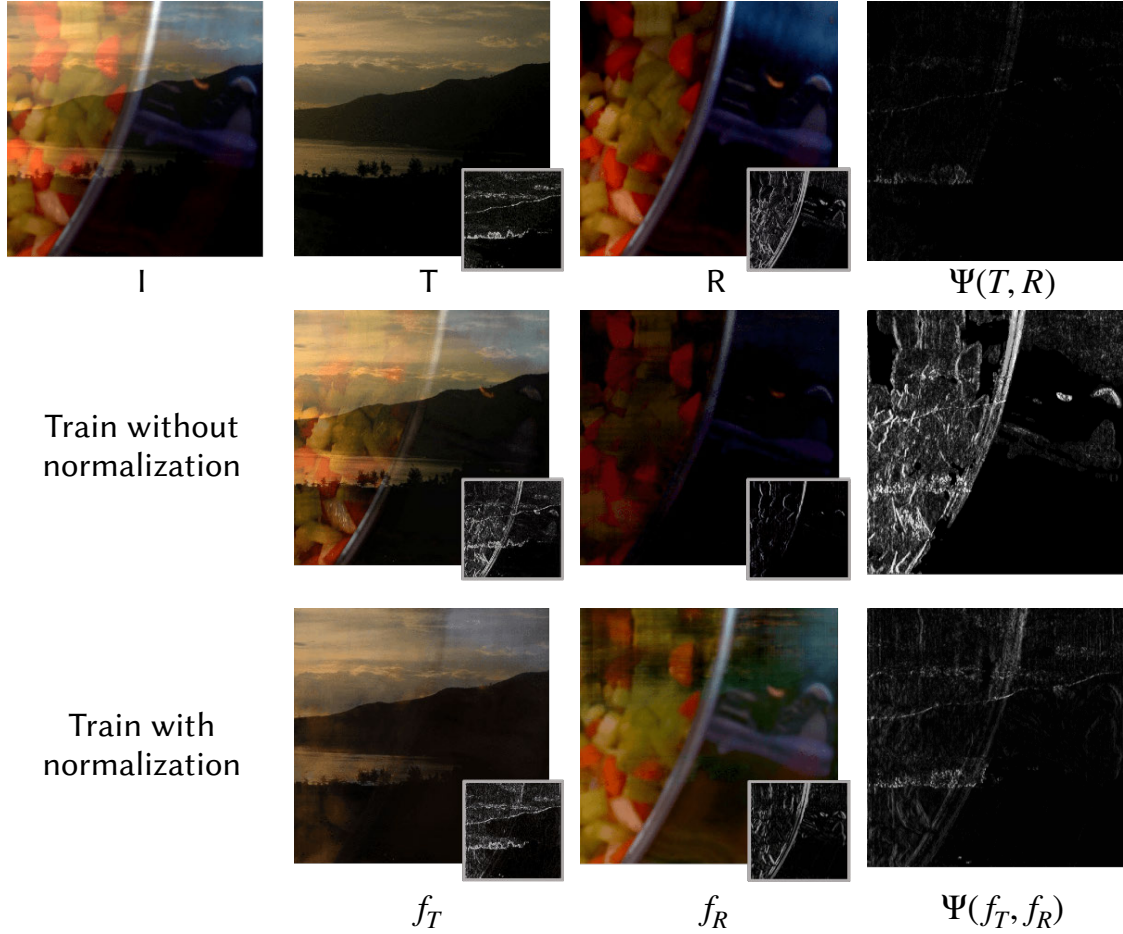 I
T
R
Ψ(T, R)
Train without
normalization
Train with
normalization
f_T
f_R
Ψ(f_T, f_R)